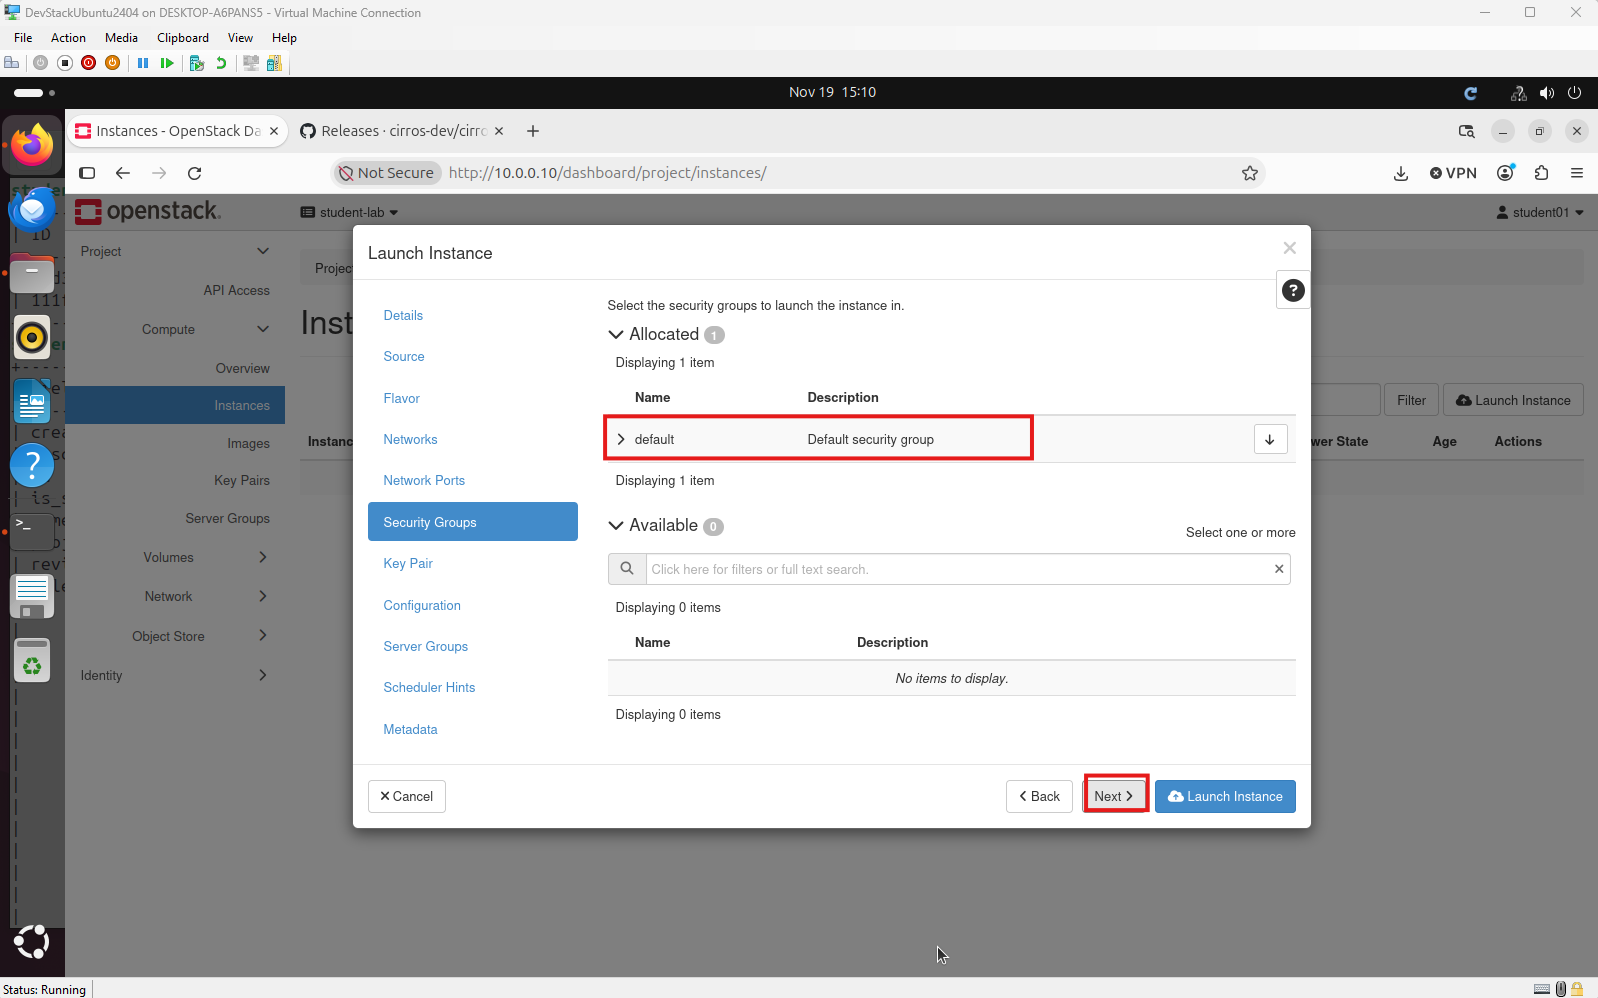 DevStackUbuntu2404 on DESKTOP-A6PANS5 - Virtual Machine Connection
File Action Media Clipboard View Help
Nov 19 15:10
Instances - OpenStack Da
Releases · cirros-dev/cirro
Not Secure
http://10.0.0.10/dashboard/project/instances/
VPN
openstack.
student-lab
student01
Project
API Access
Compute
Overview
Instances
Images
Key Pairs
Server Groups
Volumes
Network
Object Store
Identity
Projec
Inst
Filter
Launch Instance
Instanc
wer State
Age
Actions
Launch Instance
Details
Source
Flavor
Networks
Network Ports
Security Groups
Key Pair
Configuration
Server Groups
Scheduler Hints
Metadata
Select the security groups to launch the instance in.
Allocated 1
Displaying 1 item
Name Description
default Default security group
Displaying 1 item
Available 0
Select one or more
Click here for filters or full text search.
Displaying 0 items
Name Description
No items to display.
Displaying 0 items
Cancel
Back
Next
Launch Instance
Status: Running